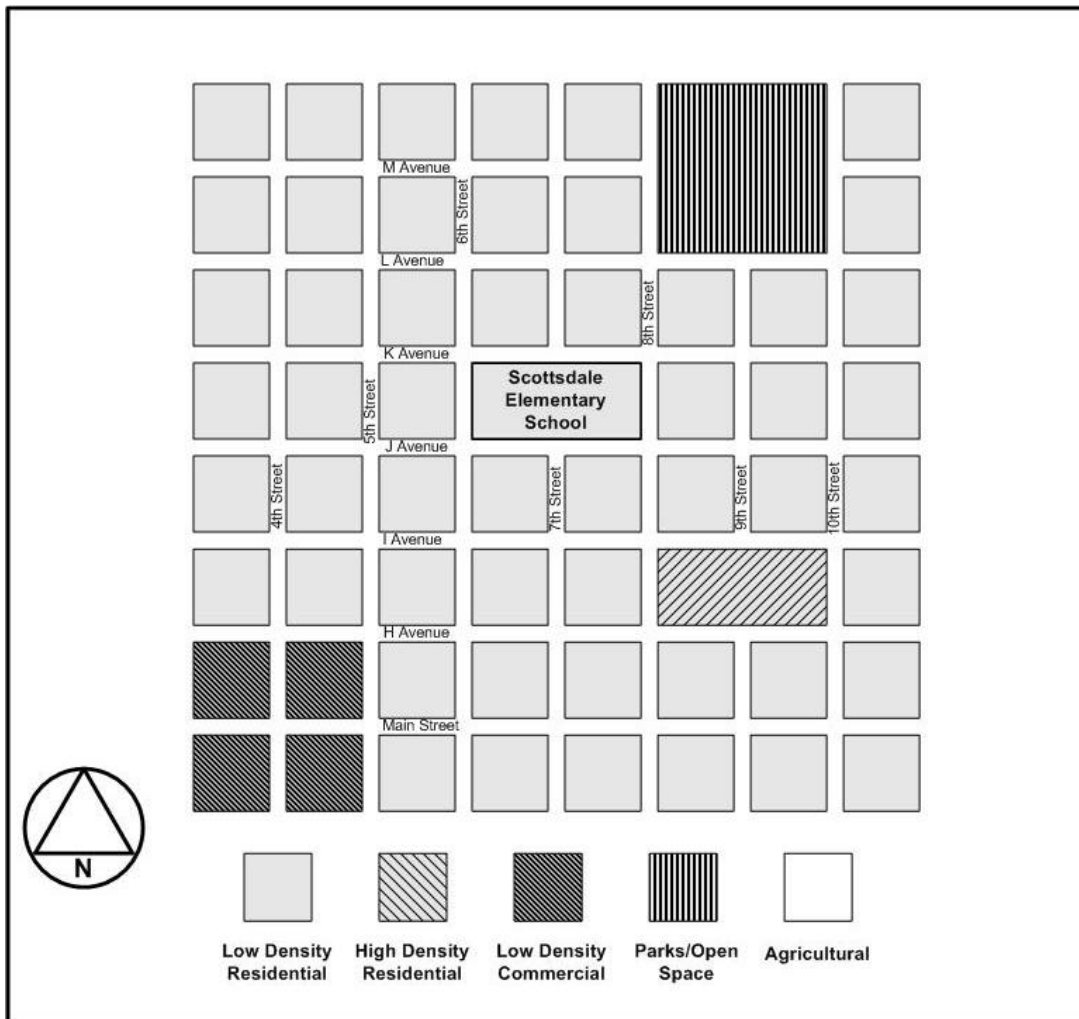 M Avenue
6th Street
L Avenue
8th Street
K Avenue
Scottsdale
Elementary
School
5th Street
J Avenue
4th Street
7th Street
9th Street
10th Street
I Avenue
H Avenue
Main Street
N
Low Density
Residential
High Density
Residential
Low Density
Commercial
Parks/Open
Space
Agricultural